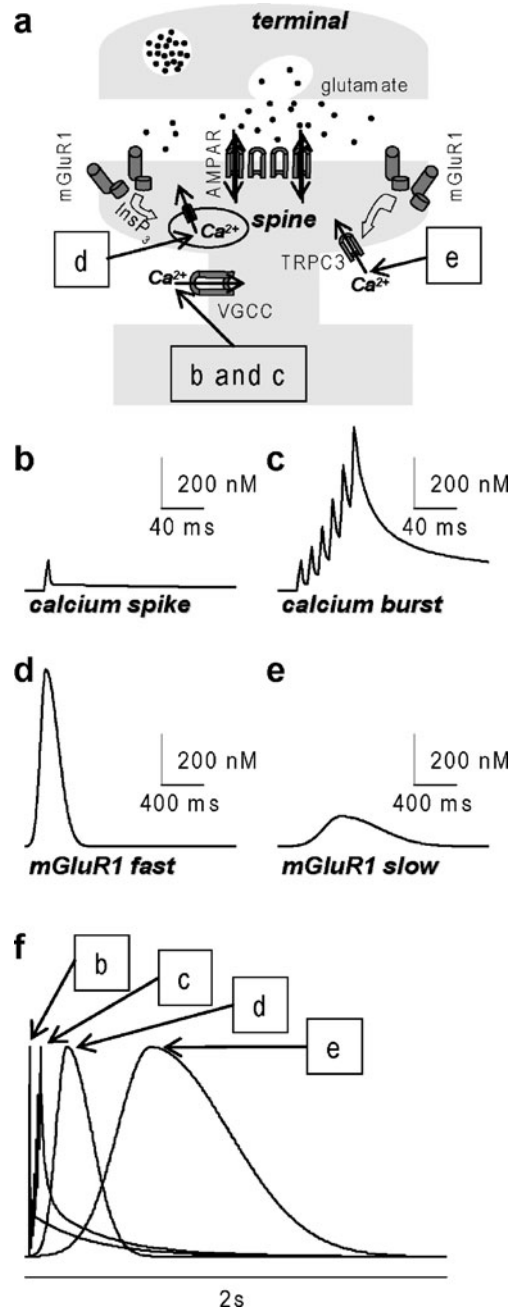 a
terminal
glutamate
mGluR1
AMPAR
mGluR1
InsP3
spine
Ca2+
TRPC3
d
e
Ca2+
Ca2+
VGCC
b and c
b
200 nM
40 ms
calcium spike
c
200 nM
40 ms
calcium burst
d
200 nM
400 ms
mGluR1 fast
e
200 nM
400 ms
mGluR1 slow
f
b
c
d
e
2s